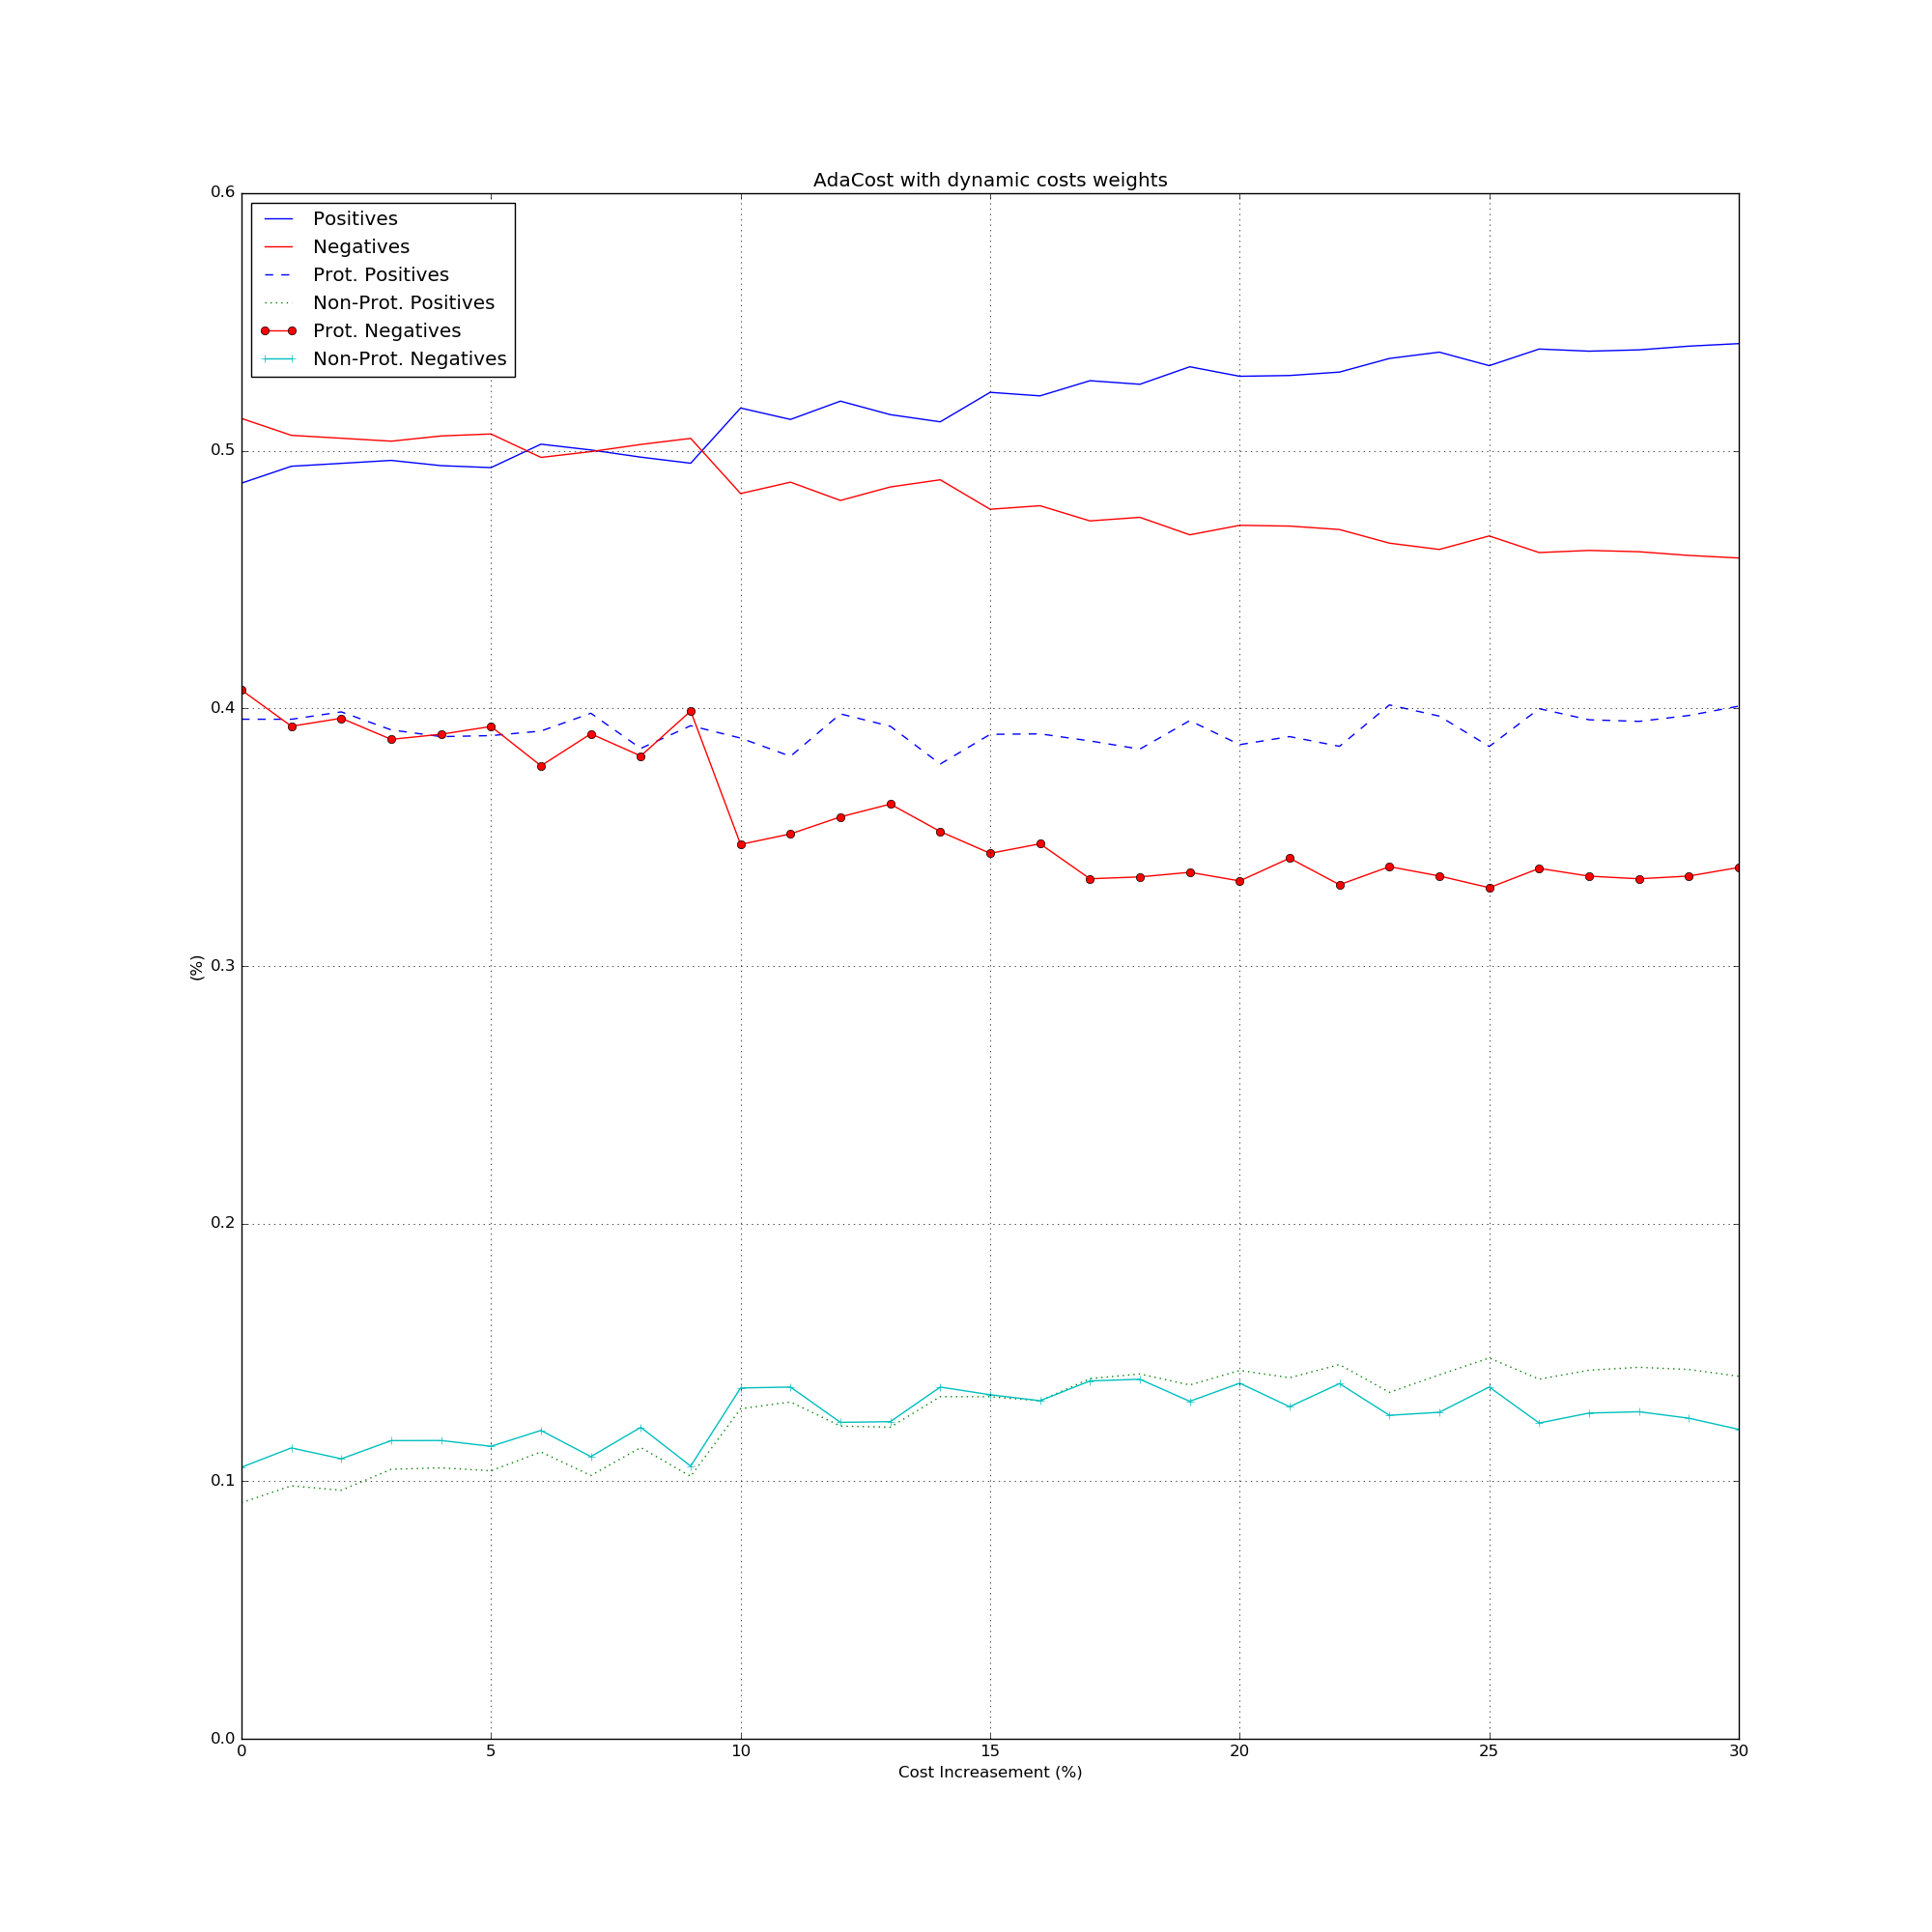 AdaCost with dynamic costs weights
0.6
Positives
Negatives
Prot. Positives
Non-Prot. Positives
Prot. Negatives
Non-Prot. Negatives
0.5
0.4
0.3
(%)
0.2
0.1
0.0
0 5 10 15 20 25 30
Cost Increasement (%)